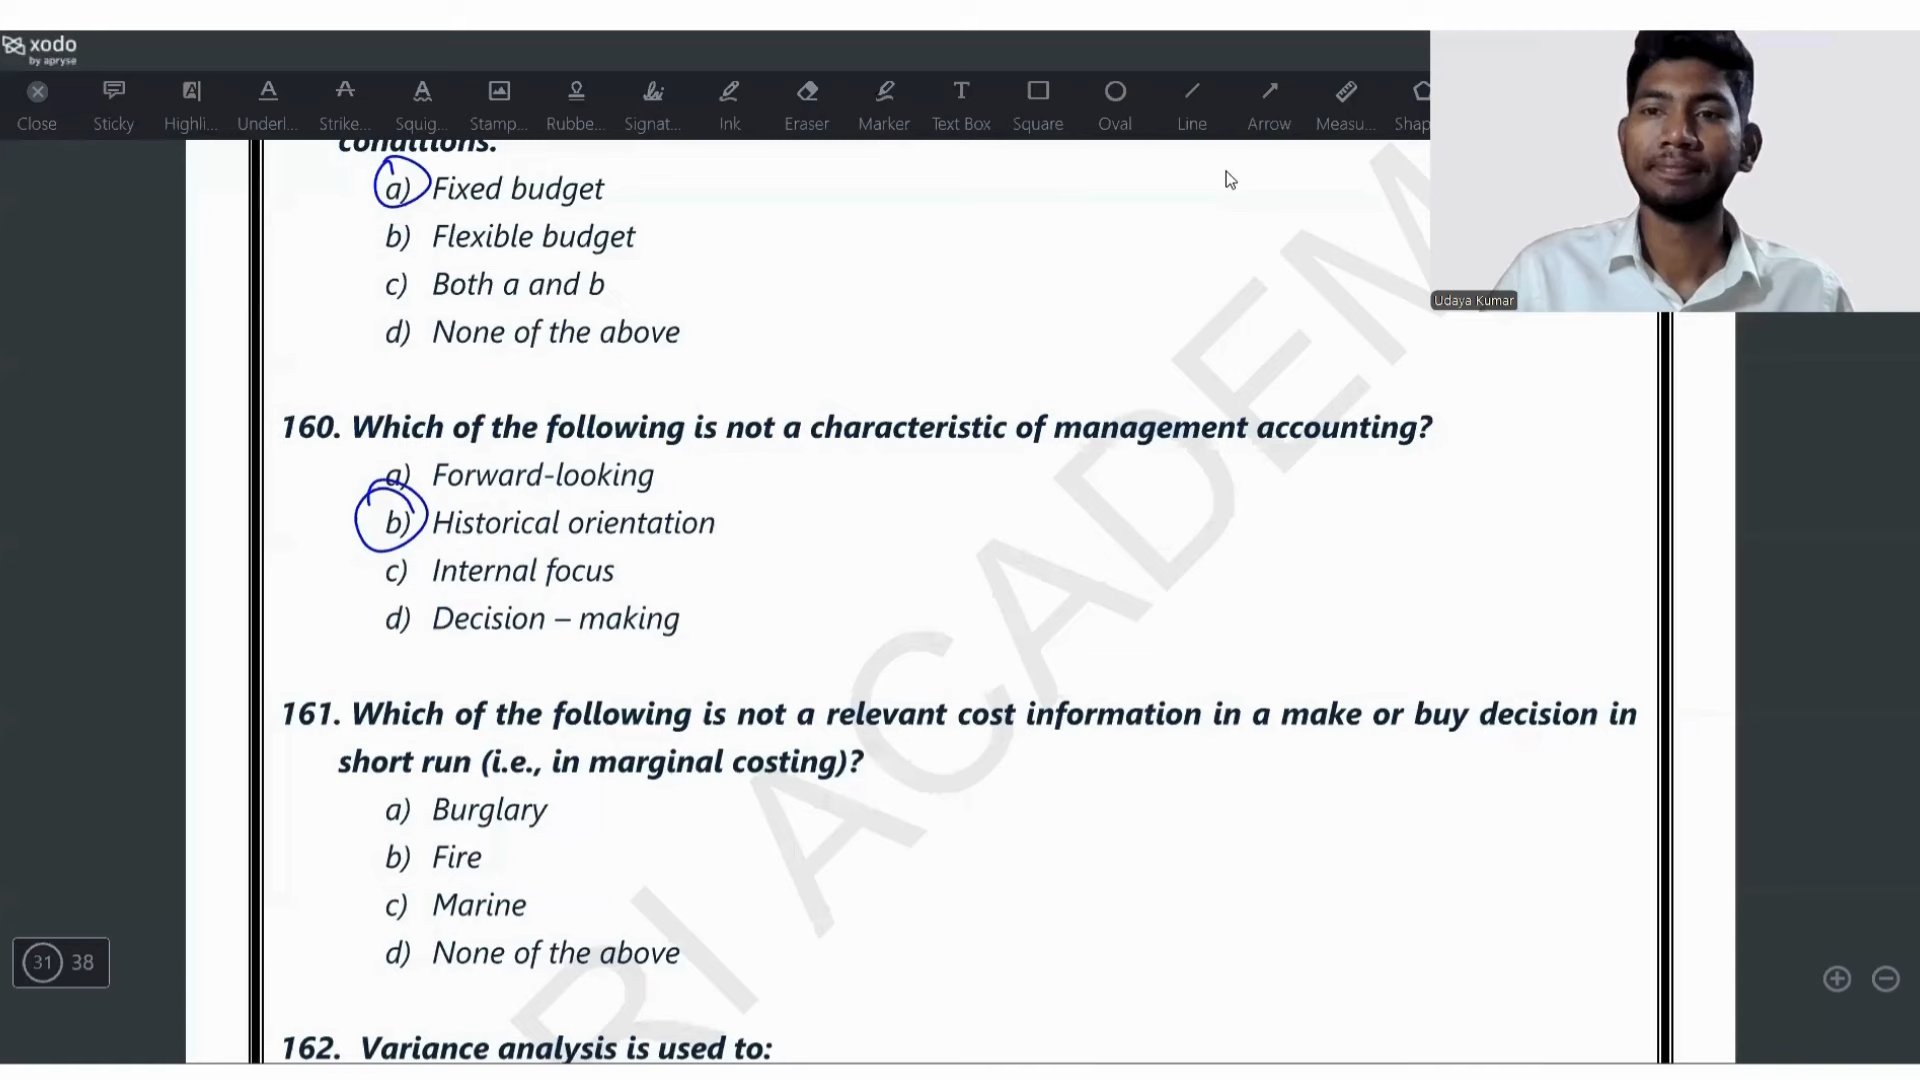 xodo
by apryse
Close Sticky Highli... Underl... Strike... Squig... Stamp... Rubbe... Signat... Ink Eraser Marker Text Box Square Oval Line Arrow Measu... Shap
conditions.
a) Fixed budget
b) Flexible budget
c) Both a and b
d) None of the above
Udaya Kumar
160. Which of the following is not a characteristic of management accounting?
a) Forward-looking
b) Historical orientation
c) Internal focus
d) Decision – making
161. Which of the following is not a relevant cost information in a make or buy decision in
short run (i.e., in marginal costing)?
a) Burglary
b) Fire
c) Marine
d) None of the above
31 38
162. Variance analysis is used to:
RI ACADEM